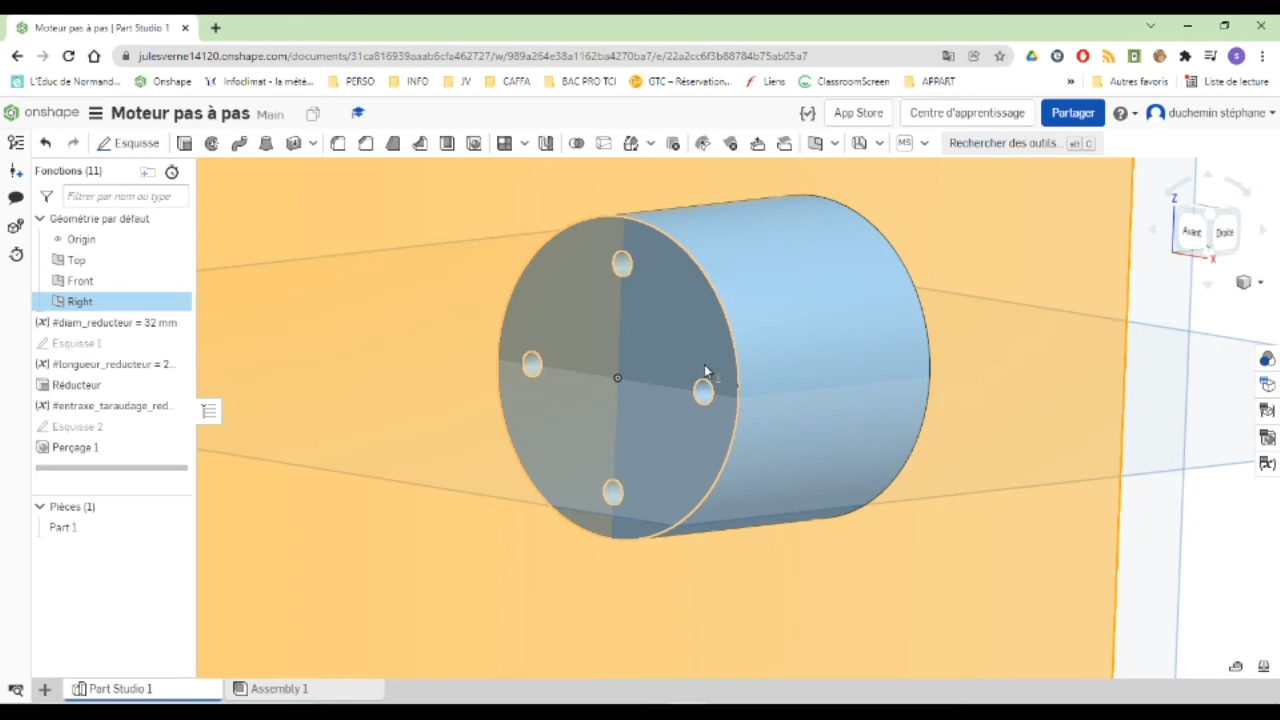 Moteur pas à pas | Part Studio 1
julesverne14120.onshape.com/documents/31ca816939aaab6cfa462727/w/989a264e38a1162ba4270ba7/e/22a2cc6f3b88784b75ab05a7
S
L'Éduc de Normand...
Onshape
Infoclimat - la mété...
PERSO
INFO
JV
CAFFA
BAC PRO TCI
GTC – Réservation...
Liens
ClassroomScreen
APPART
»
Autres favoris
Liste de lecture
onshape
Moteur pas à pas
Main
App Store
Centre d'apprentissage
Partager
duchemin stéphane
Esquisse
MS
Rechercher des outils...
alt C
Fonctions (11)
Filtrer par nom ou type
Géométrie par défaut
Origin
Top
Front
Right
(x) #diam_reducteur = 32 mm
Esquisse 1
(x) #longueur_reducteur = 2...
Réducteur
(x) #entraxe_taraudage_red...
Esquisse 2
Perçage 1
Pièces (1)
Part 1
Z
Avant
Droite
X
Part Studio 1
Assembly 1